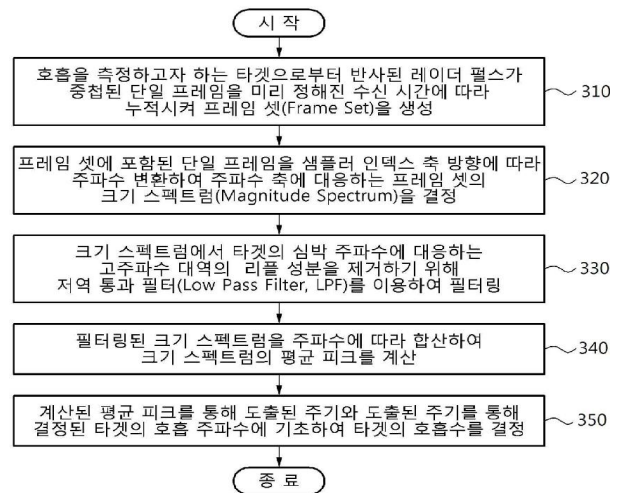 시 작
호흡을 측정하고자 하는 타겟으로부터 반사된 레이더 펄스가
중첩된 단일 프레임을 미리 정해진 수신 시간에 따라
누적시켜 프레임 셋(Frame Set)을 생성
310
프레임 셋에 포함된 단일 프레임을 샘플러 인덱스 축 방향에 따라
주파수 변환하여 주파수 축에 대응하는 프레임 셋의
크기 스펙트럼(Magnitude Spectrum)을 결정
320
크기 스펙트럼에서 타겟의 심박 주파수에 대응하는
고주파수 대역의 리플 성분을 제거하기 위해
저역 통과 필터(Low Pass Filter, LPF)를 이용하여 필터링
330
필터링된 크기 스펙트럼을 주파수에 따라 합산하여
크기 스펙트럼의 평균 피크를 계산
340
계산된 평균 피크를 통해 도출된 주기와 도출된 주기를 통해
결정된 타겟의 호흡 주파수에 기초하여 타겟의 호흡수를 결정
350
종 료